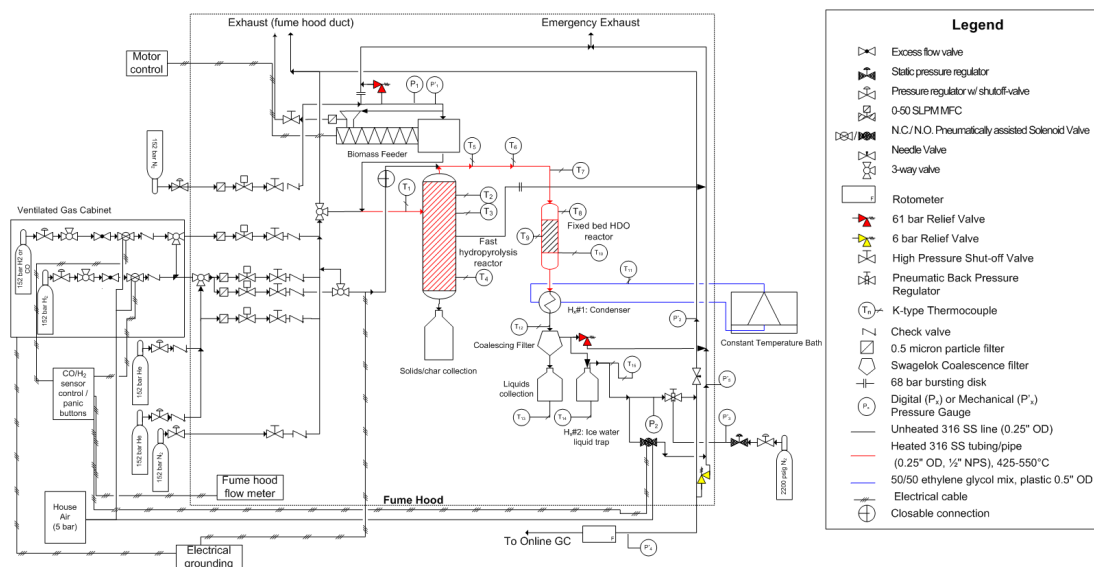 Exhaust (fume hood duct)
Emergency Exhaust
Motor
control
P₁
P'₁
Biomass Feeder
152 bar N₂
T₅
T₆
T₇
T₁
T₂
T₃
T₄
Fast
hydropyrolysis
reactor
T₈
T₉
T₁₀
Fixed bed HDO
reactor
T₁₁
Ventilated Gas Cabinet
152 bar H2 or
CO
152 bar H₂
Hₓ#1: Condenser
T₁₂
Coalescing Filter
Constant Temperature Bath
Solids/char collection
Liquids
collection
T₁₃
T₁₄
Hₓ#2: Ice water
liquid trap
P₂
152 bar He
CO/H₂
sensor
control /
panic
buttons
152 bar He
152 bar N₂
2200 psig N₂
Fume hood
flow meter
Fume Hood
House
Air
(5 bar)
Electrical
grounding
To Online GC
F
Legend
Excess flow valve
Static pressure regulator
Pressure regulator w/ shutoff-valve
0-50 SLPM MFC
N.C./ N.O. Pneumatically assisted Solenoid Valve
Needle Valve
3-way valve
F
Rotometer
61 bar Relief Valve
6 bar Relief Valve
High Pressure Shut-off Valve
Pneumatic Back Pressure
Regulator
Tₙ
K-type Thermocouple
Check valve
0.5 micron particle filter
Swagelok Coalescence filter
68 bar bursting disk
Pₓ
Digital (Pₓ) or Mechanical (P'ₓ)
Pressure Gauge
Unheated 316 SS line (0.25" OD)
Heated 316 SS tubing/pipe
(0.25" OD, ½" NPS), 425-550°C
50/50 ethylene glycol mix, plastic 0.5" OD
Electrical cable
Closable connection